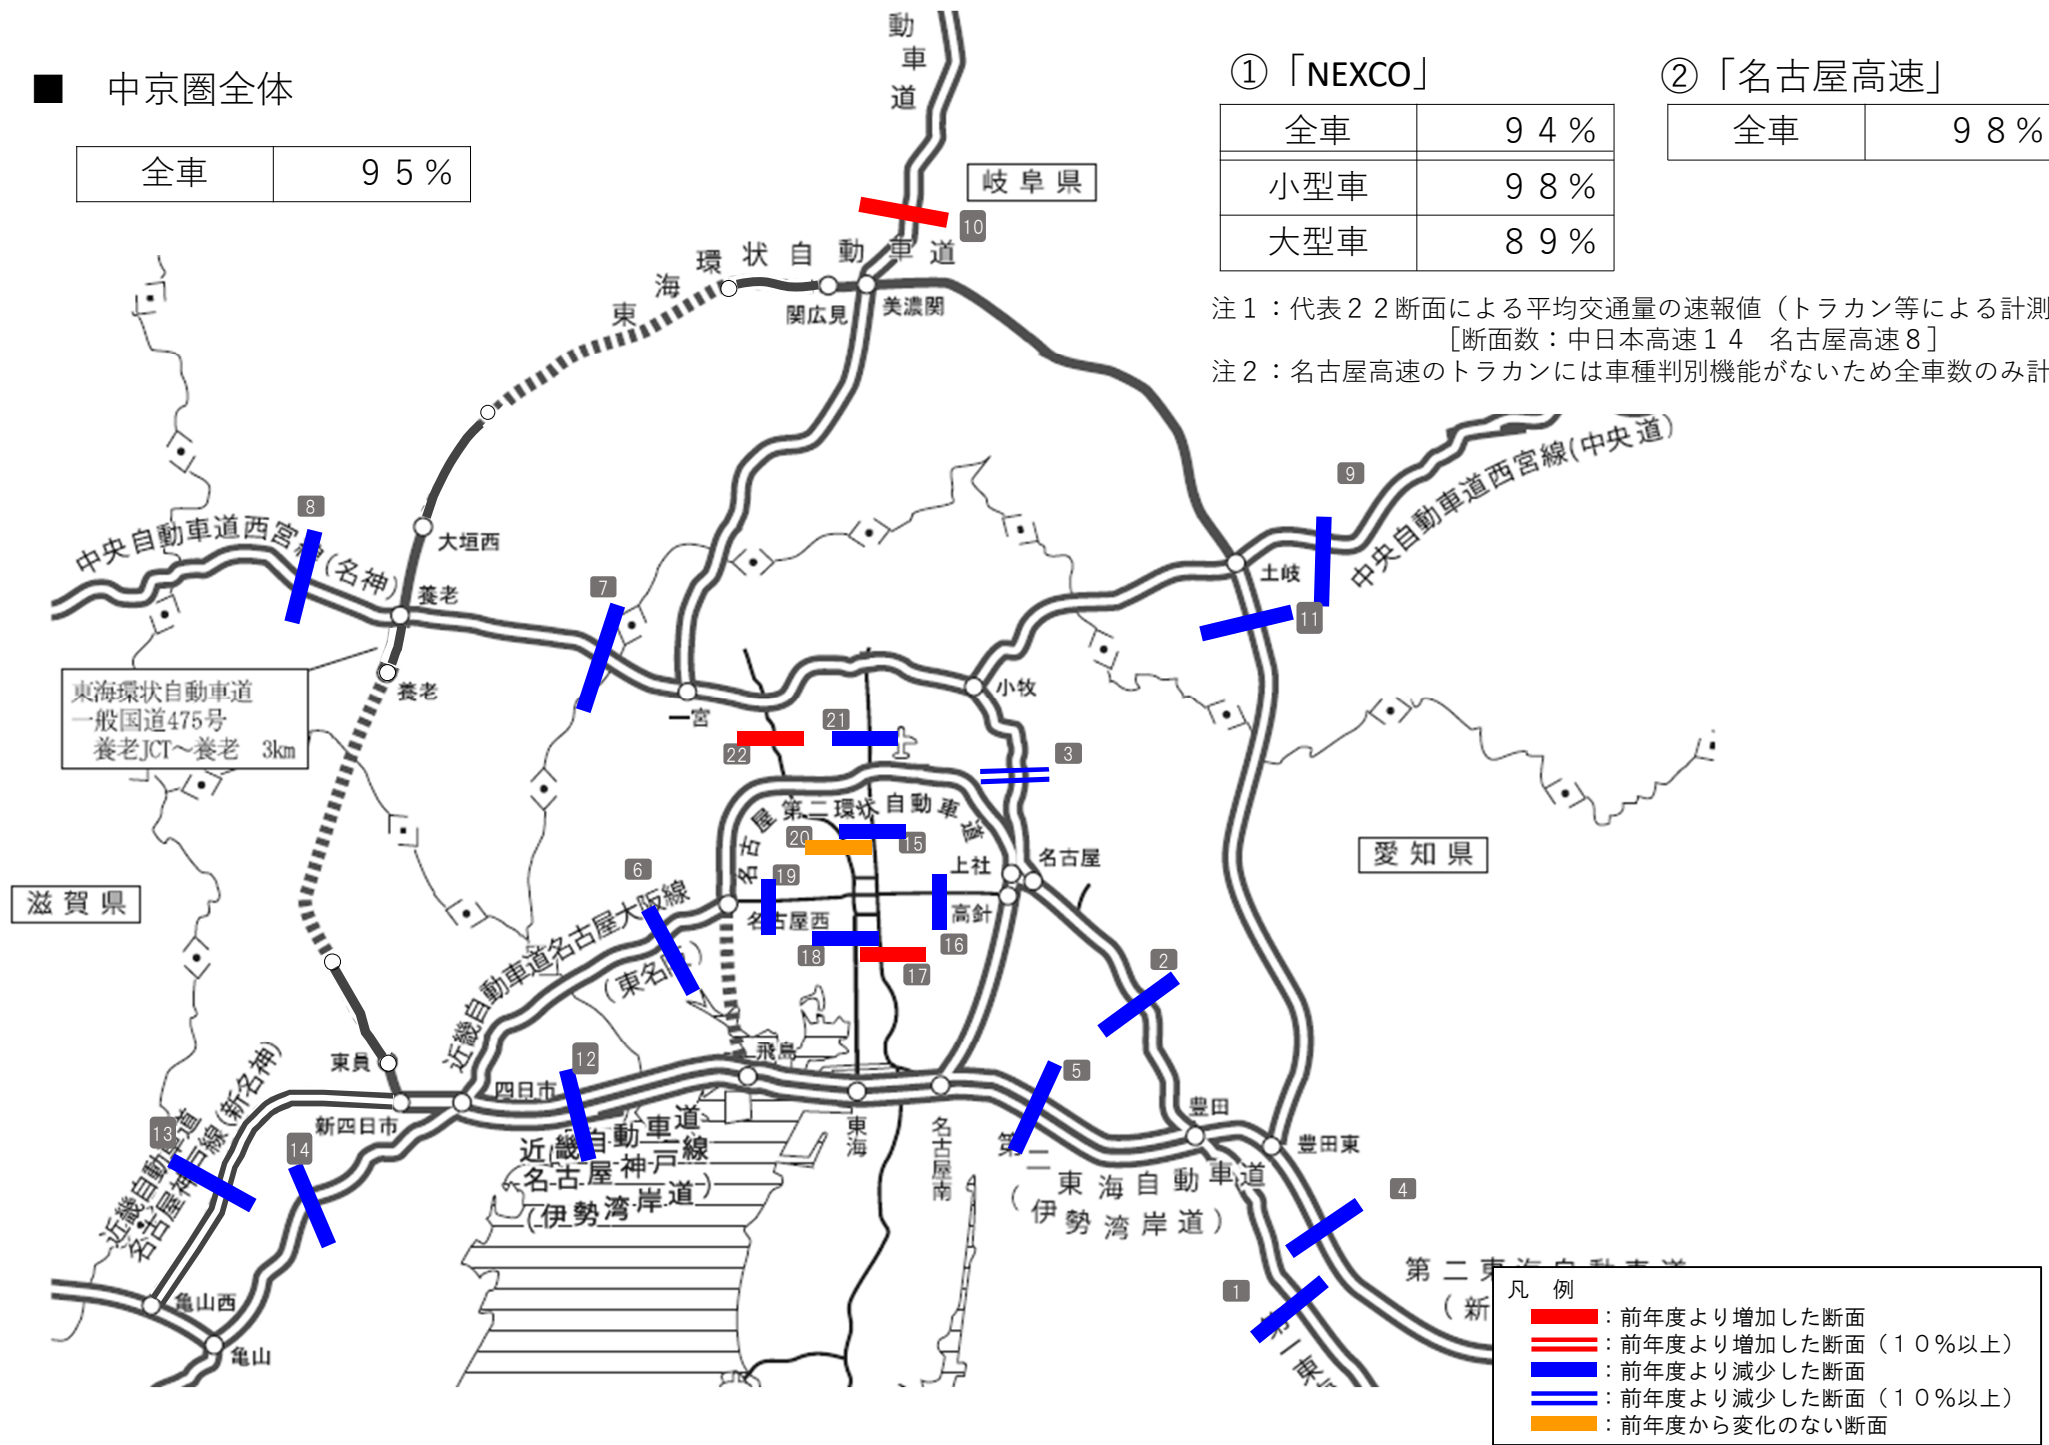 ■ 中京圏全体
全車 95%
①「NEXCO」
全車 94%
小型車 98%
大型車 89%
②「名古屋高速」
全車 98%
注1:代表22断面による平均交通量の速報値(トラカン等による計測
[断面数:中日本高速14 名古屋高速8]
注2:名古屋高速のトラカンには車種判別機能がないため全車数のみ計
動車道
岐阜県
10
東海環状自動車道
関広見
美濃関
9
中央自動車道西宮線(中央道)
8
中央自動車道西宮線(名神)
大垣西
養老
7
土岐
11
養老
東海環状自動車道
一般国道475号
養老JCT~養老 3km
一宮
小牧
21
22
3
名古屋第二環状自動車道
20
15
上社
名古屋
愛知県
滋賀県
6
19
名古屋西
高針
16
18
17
近畿自動車道名古屋大阪線
(東名阪)
2
飛島
東員
12
四日市
5
新四日市
豊田
豊田東
東海
名古屋南
近畿自動車道
名古屋神戸線
(伊勢湾岸道)
第二東海自動車道
(伊勢湾岸道)
13
14
近畿自動車道
名古屋神戸線(新名神)
4
1
亀山西
亀山
第二東海自動車道
(新
第一東
凡 例
:前年度より増加した断面
:前年度より増加した断面(10%以上)
:前年度より減少した断面
:前年度より減少した断面(10%以上)
:前年度から変化のない断面